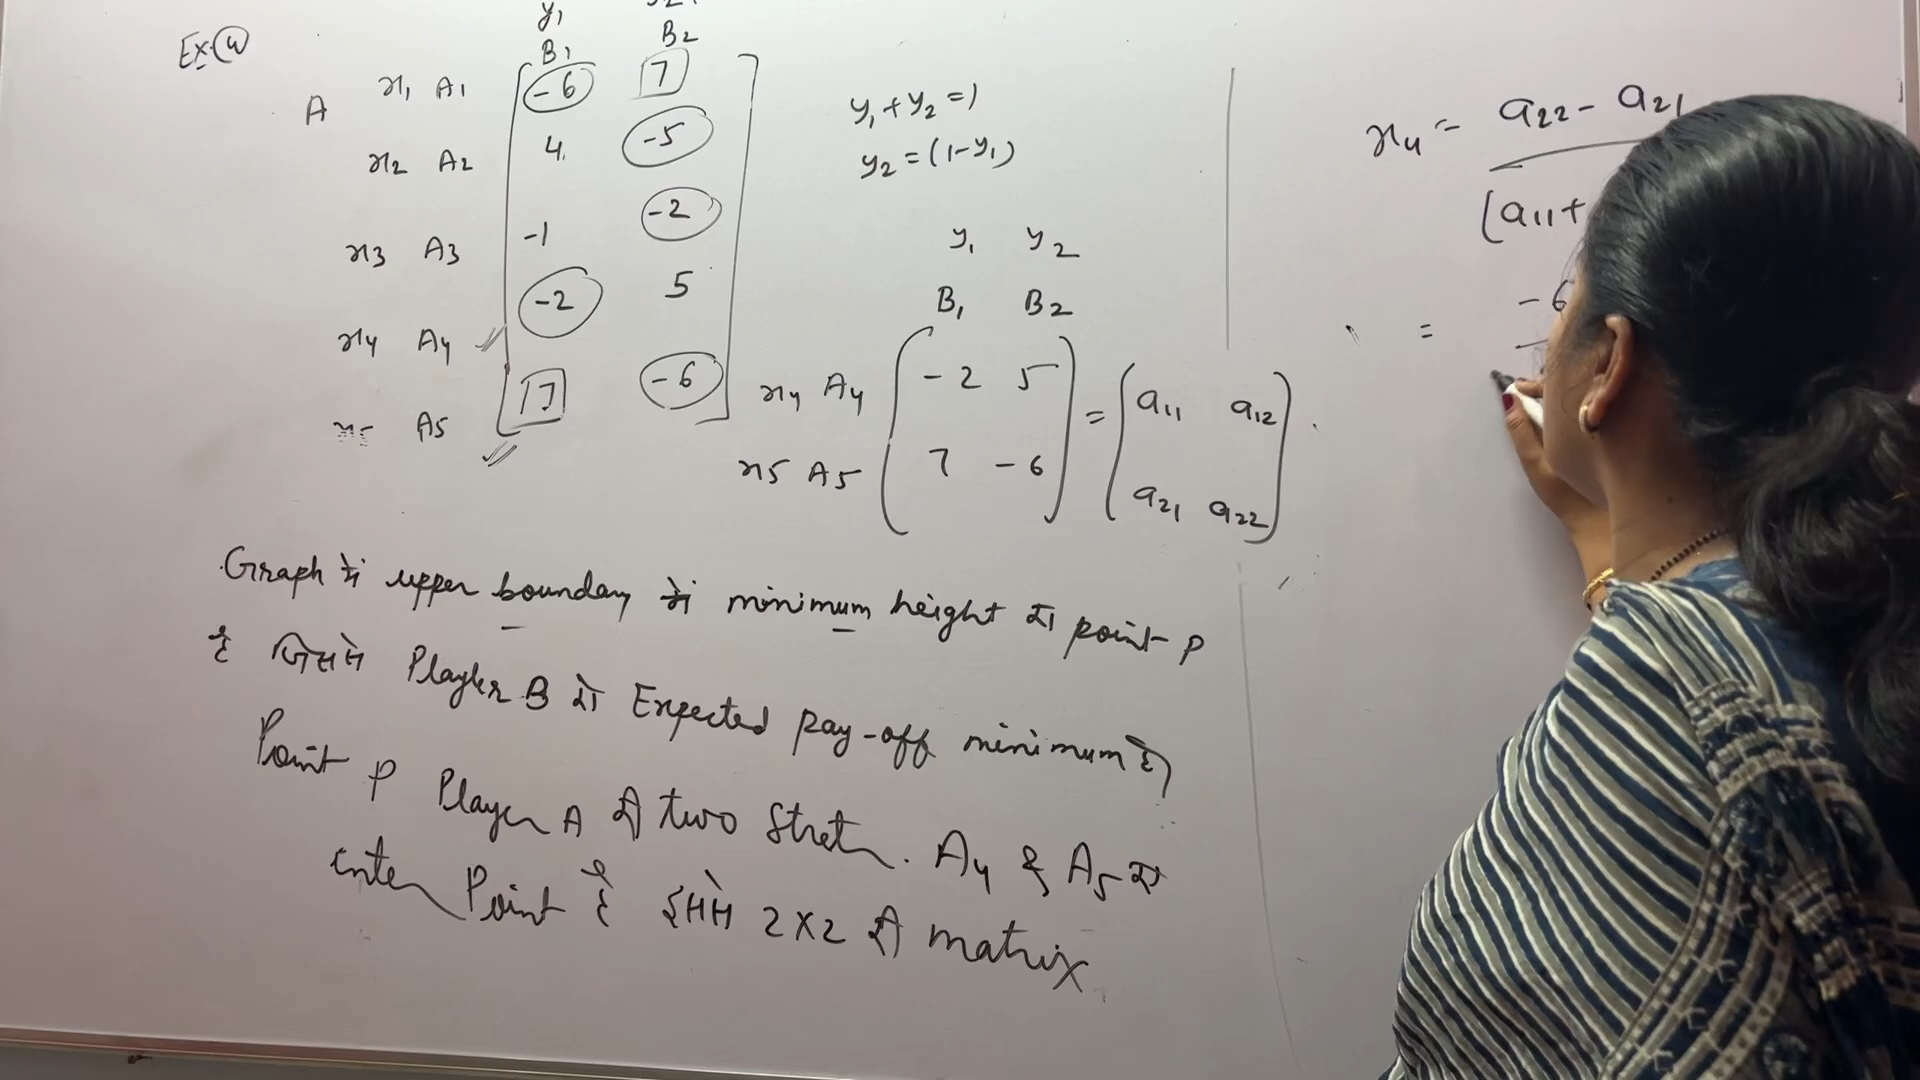 Ex. 4
y₁
B₁ B₂
x₁ A₁ -6 7
A
x₂ A₂ 4 -5
x₃ A₃ -1 -2
x₄ A₄ -2 5
x₅ A₅ 7 -6
y₁ + y₂ = 1
y₂ = (1-y₁)
y₁ y₂
B₁ B₂
x₄ A₄ ( -2 5 ) = ( a₁₁ a₁₂ )
x₅ A₅ ( 7 -6 ) ( a₂₁ a₂₂ )
x₄ = a₂₂ - a₂₁
(a₁₁ +
= -6
Graph में upper boundary में minimum height का point P
है जिसमे Player B का Expected pay-off minimum है
Point P Player A की two Strat. A₄ & A₅ का
inter Point है इसमे 2x2 की matrix